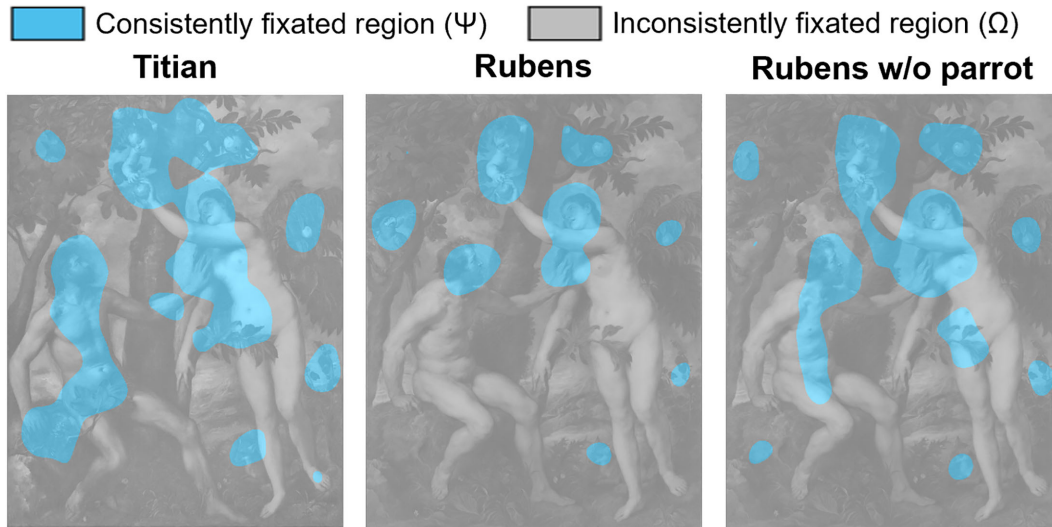 Consistently fixated region (Ψ) Inconsistently fixated region (Ω)
Titian Rubens Rubens w/o parrot